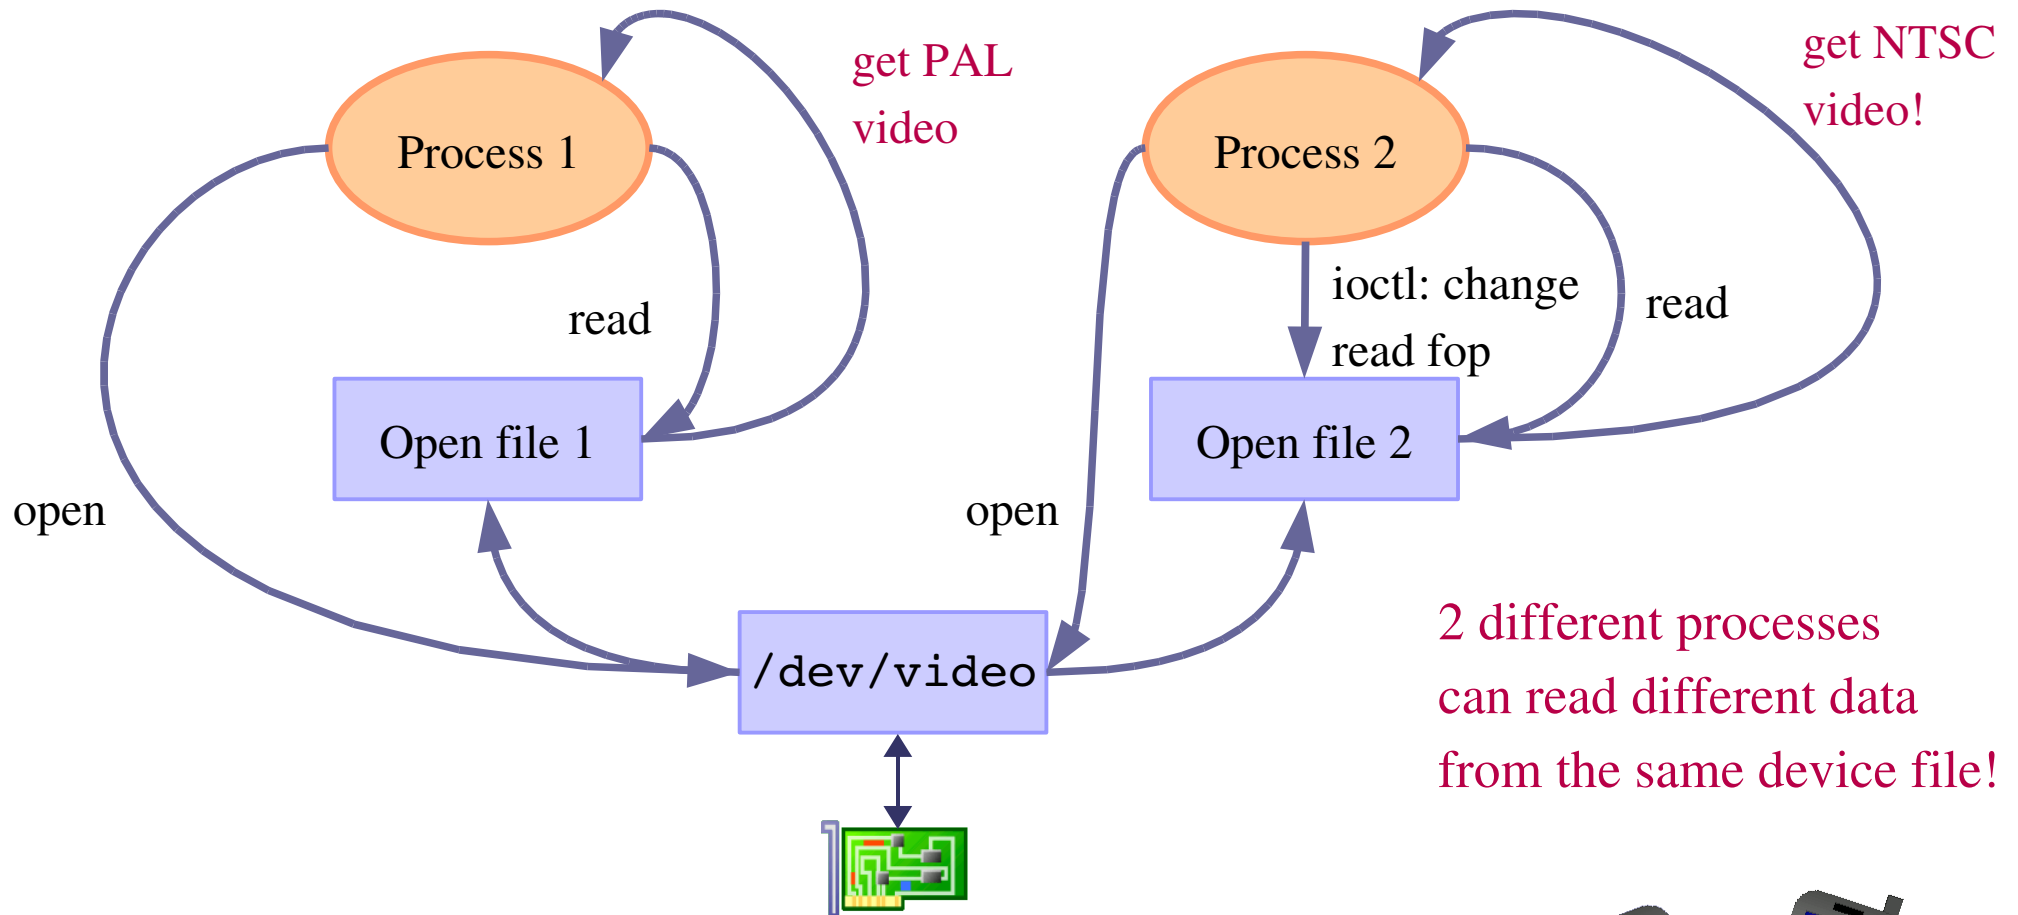 get PAL
video
get NTSC
video!
Process 1
Process 2
read
ioctl: change
read fop
read
Open file 1
Open file 2
open
open
/dev/video
2 different processes
can read different data
from the same device file!